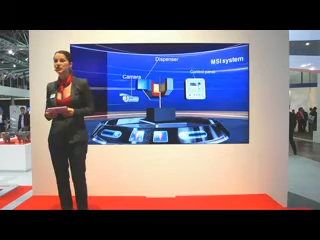 Dispenser
MSI system
Camera
Control panel